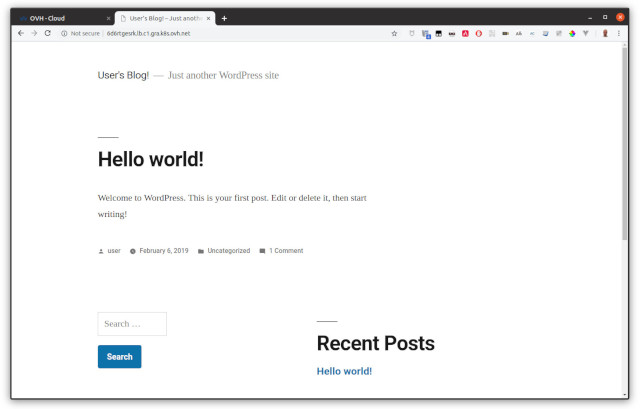 OVH - Cloud
User's Blog! – Just anoth
Not secure
6d6rtgesrk.lb.c1.gra.k8s.ovh.net
User's Blog! — Just another WordPress site
Hello world!
Welcome to WordPress. This is your first post. Edit or delete it, then start
writing!
user February 6, 2019 Uncategorized 1 Comment
Search …
Search
Recent Posts
Hello world!